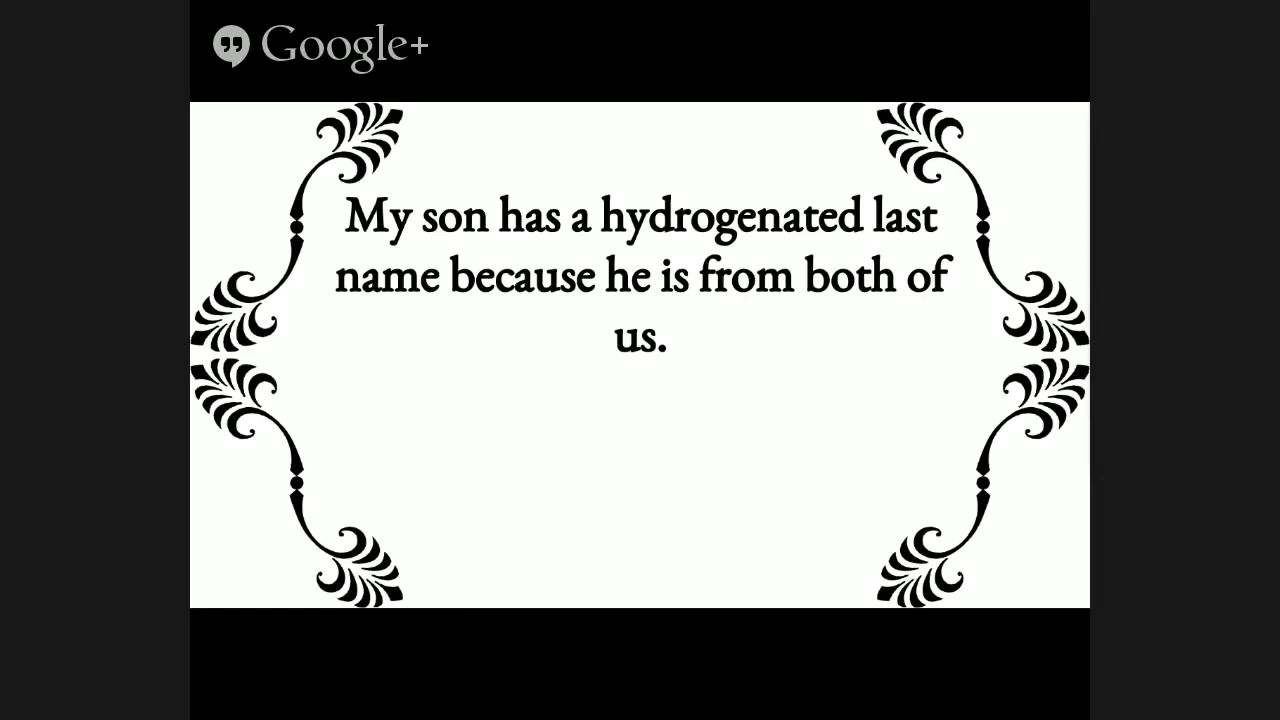 Google+
My son has a hydrogenated last
name because he is from both of
us.